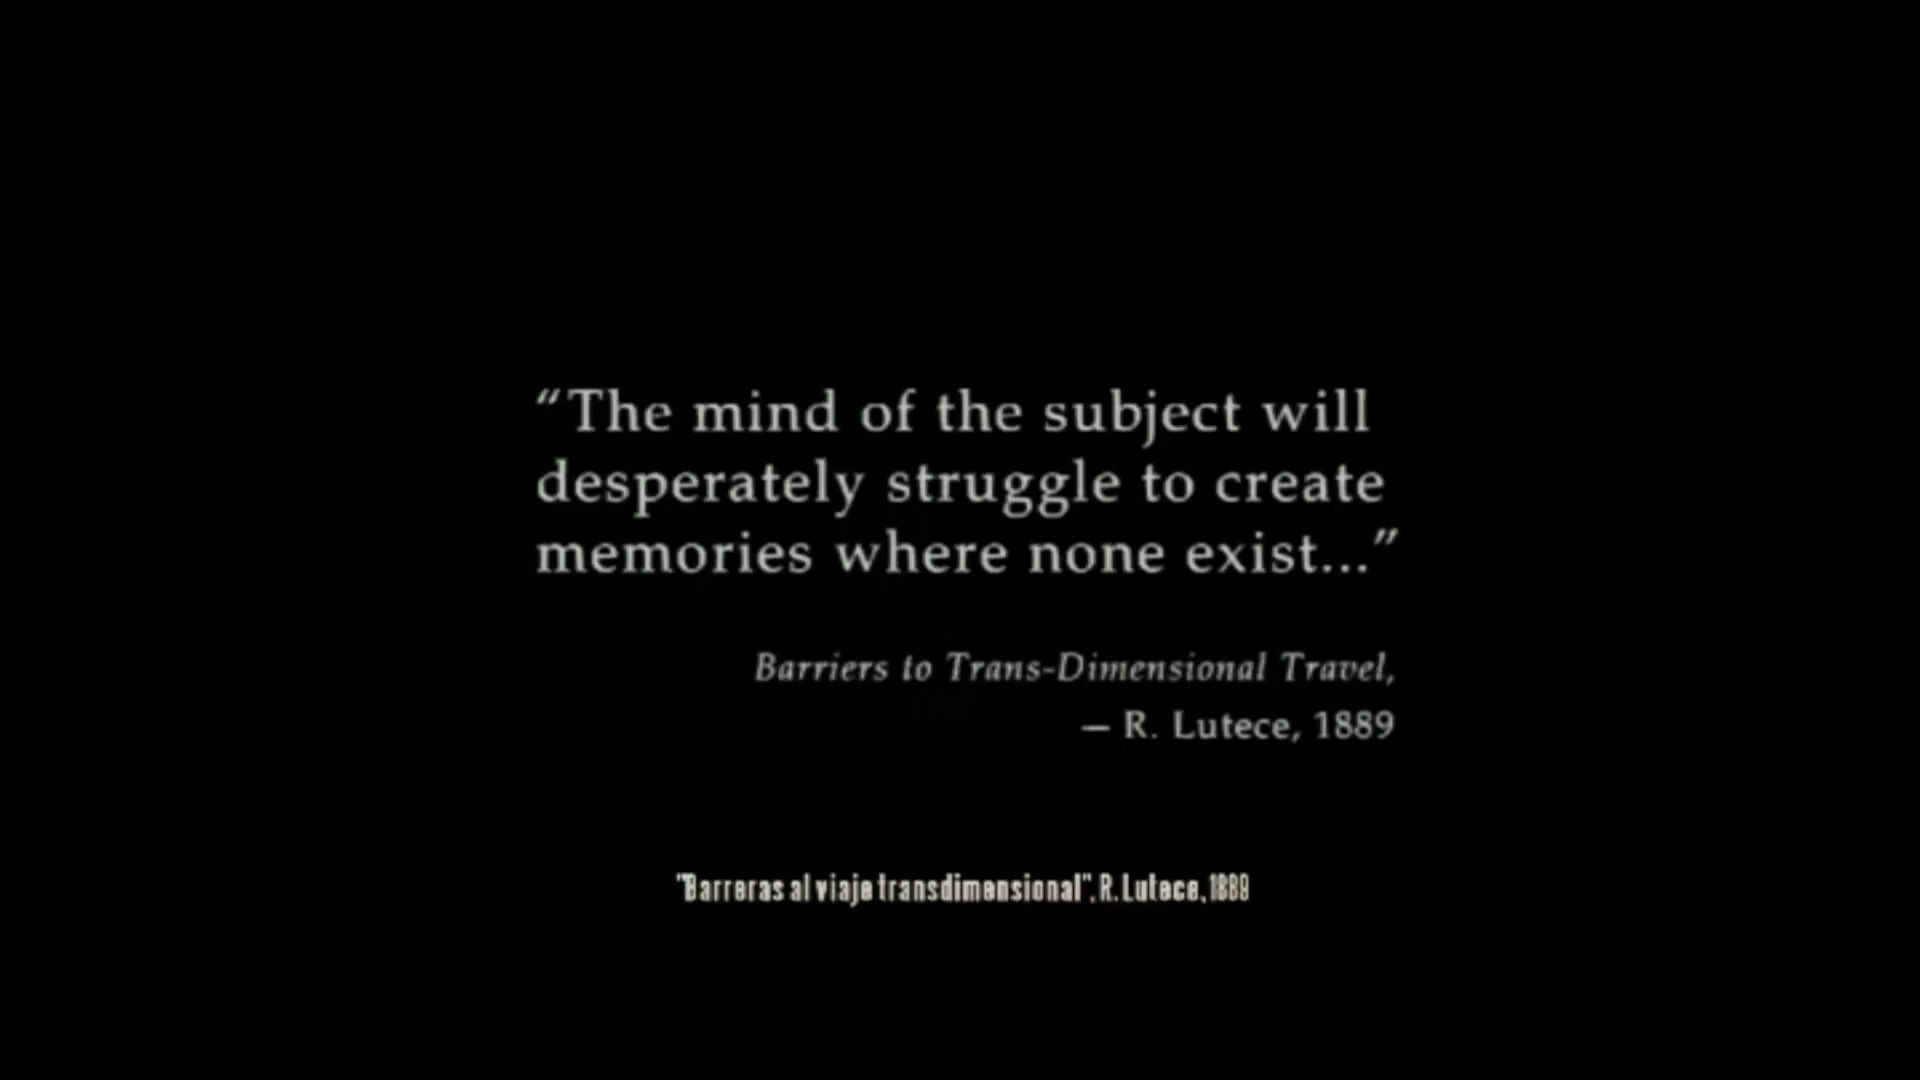 “The mind of the subject will
desperately struggle to create
memories where none exist...”
Barriers to Trans-Dimensional Travel,
— R. Lutece, 1889
"Barreras al viaje transdimensional", R. Lutece, 1889